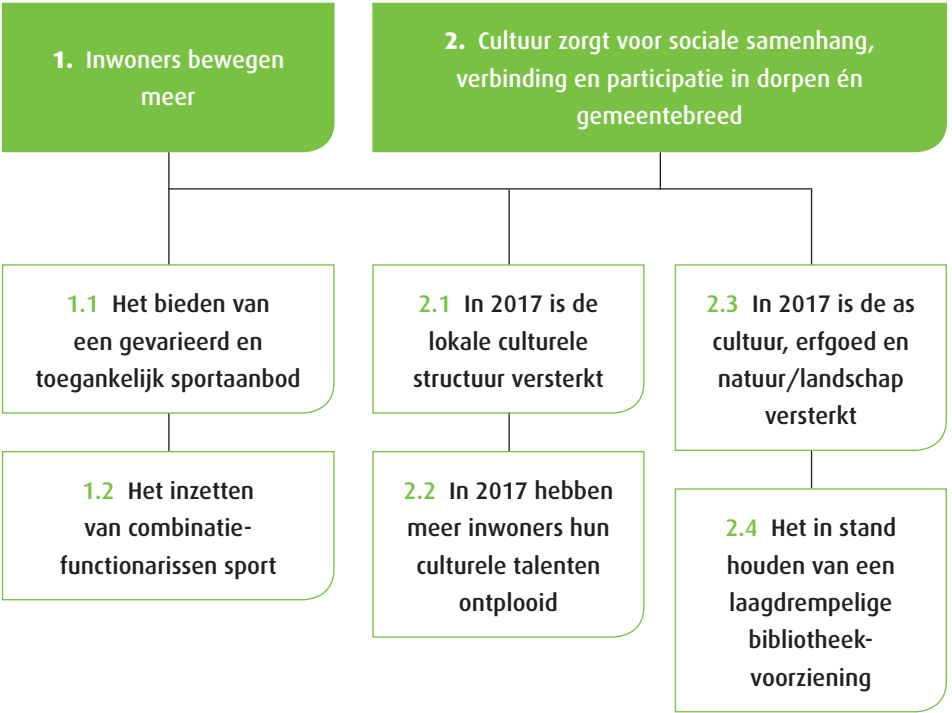 1. Inwoners bewegen
meer
2. Cultuur zorgt voor sociale samenhang,
verbinding en participatie in dorpen én
gemeentebreed
1.1 Het bieden van
een gevarieerd en
toegankelijk sportaanbod
1.2 Het inzetten
van combinatie-
functionarissen sport
2.1 In 2017 is de
lokale culturele
structuur versterkt
2.2 In 2017 hebben
meer inwoners hun
culturele talenten
ontplooid
2.3 In 2017 is de as
cultuur, erfgoed en
natuur/landschap
versterkt
2.4 Het in stand
houden van een
laagdrempelige
bibliotheek-
voorziening